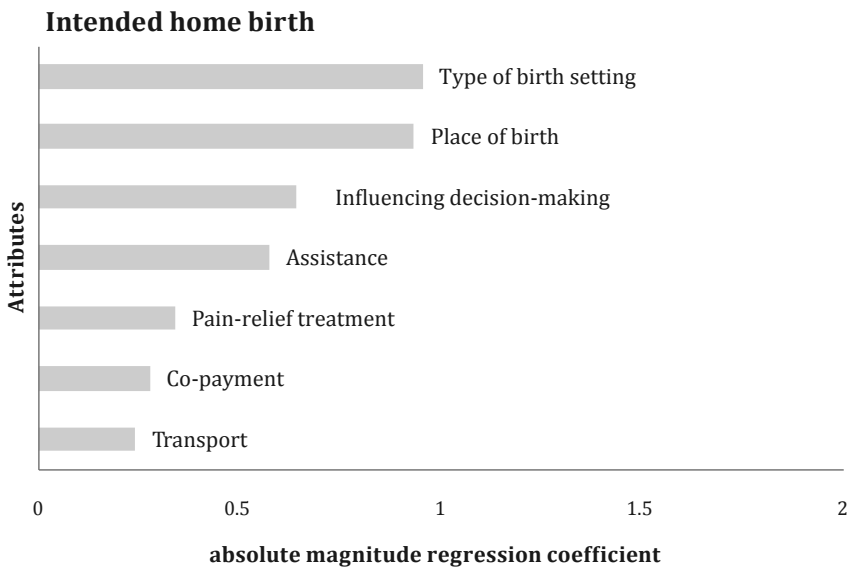 Intended home birth
Type of birth setting
Place of birth
Influencing decision-making
Assistance
Pain-relief treatment
Co-payment
Transport
Attributes
0 0.5 1 1.5 2
absolute magnitude regression coefficient